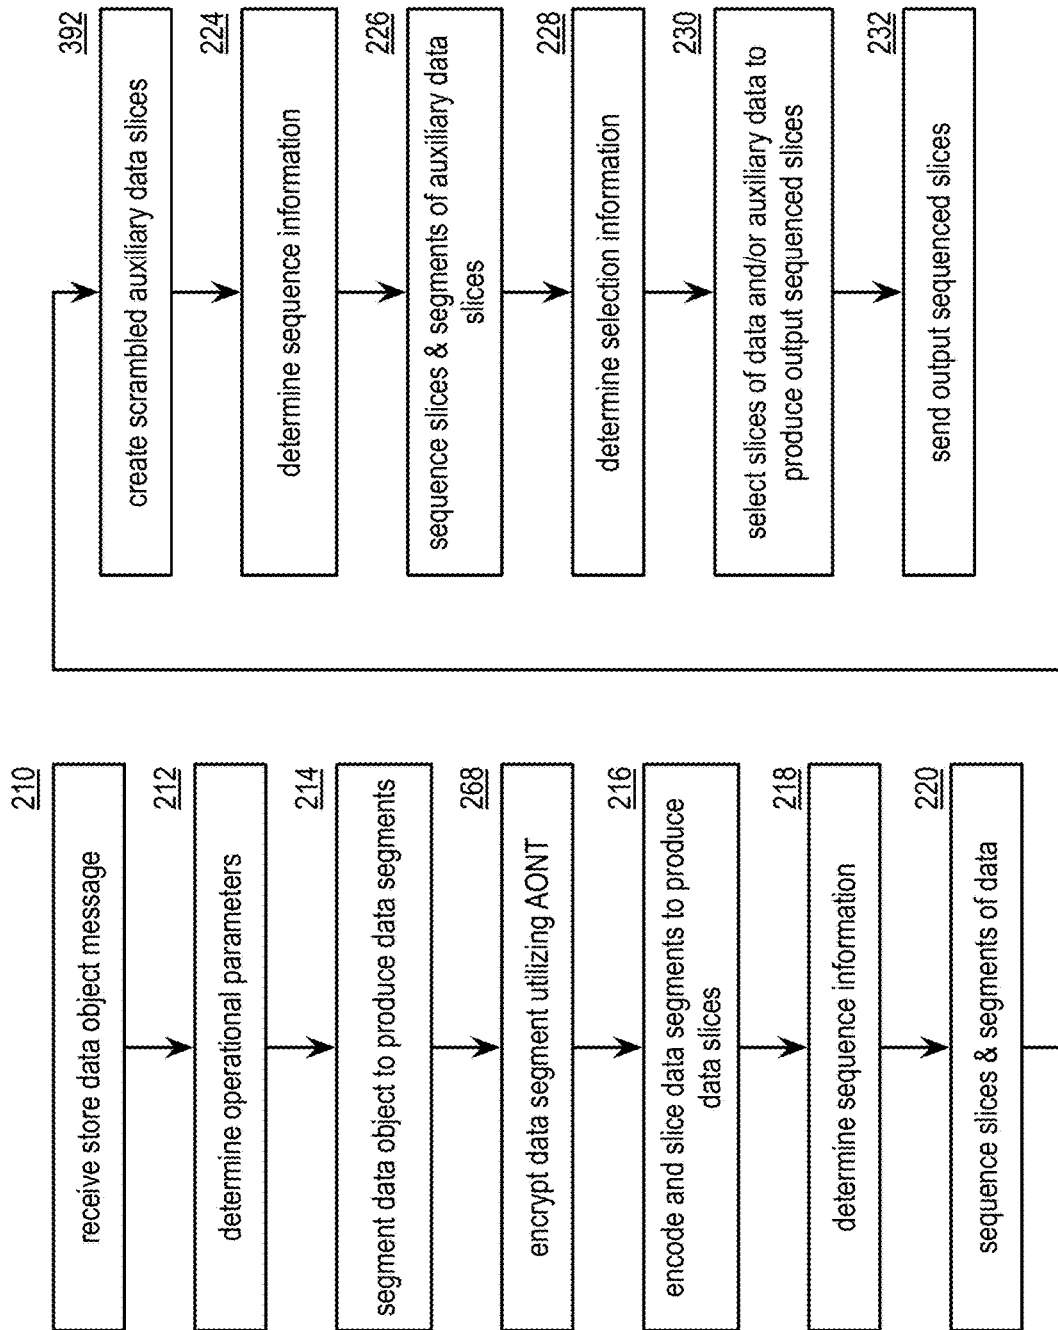 210
receive store data object message
212
determine operational parameters
214
segment data object to produce data segments
268
encrypt data segment utilizing AONT
216
encode and slice data segments to produce
data slices
218
determine sequence information
220
sequence slices & segments of data
392
create scrambled auxiliary data slices
224
determine sequence information
226
sequence slices & segments of auxiliary data
slices
228
determine selection information
230
select slices of data and/or auxiliary data to
produce output sequenced slices
232
send output sequenced slices